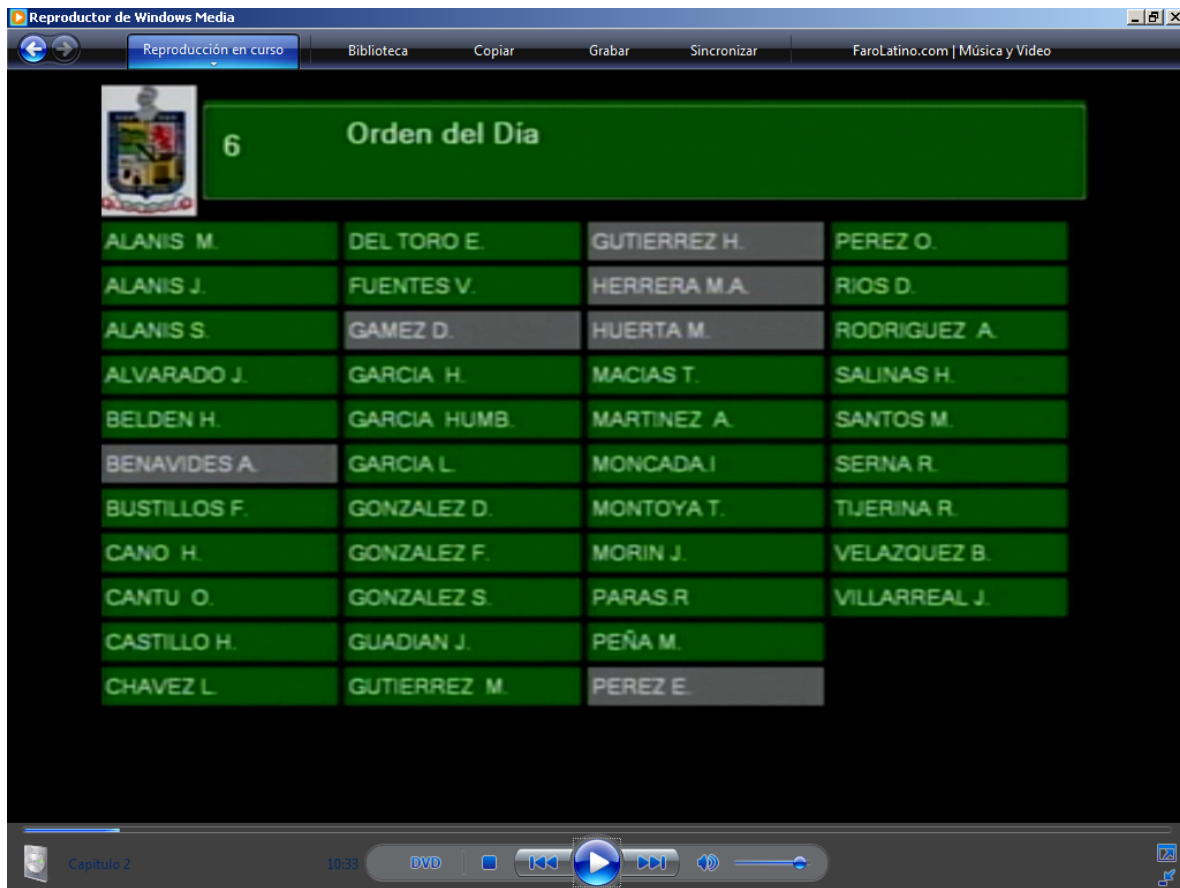 Reproductor de Windows Media
Reproducción en curso Biblioteca Copiar Grabar Sincronizar FaroLatino.com | Música y Video
6 Orden del Día
ALANIS M. DEL TORO E. GUTIERREZ H. PEREZ O.
ALANIS J. FUENTES V. HERRERA M.A. RIOS D.
ALANIS S. GAMEZ D. HUERTA M. RODRIGUEZ A.
ALVARADO J. GARCIA H. MACIAS T. SALINAS H.
BELDEN H. GARCIA HUMB. MARTINEZ A. SANTOS M.
BENAVIDES A. GARCIA L. MONCADA.I SERNA R.
BUSTILLOS F. GONZALEZ D. MONTOYA T. TIJERINA R.
CANO H. GONZALEZ F. MORIN J. VELAZQUEZ B.
CANTU O. GONZALEZ S. PARAS.R VILLARREAL J.
CASTILLO H. GUADIAN J. PEÑA M.
CHAVEZ L. GUTIERREZ M. PEREZ E.
Capítulo 2 10:33 DVD